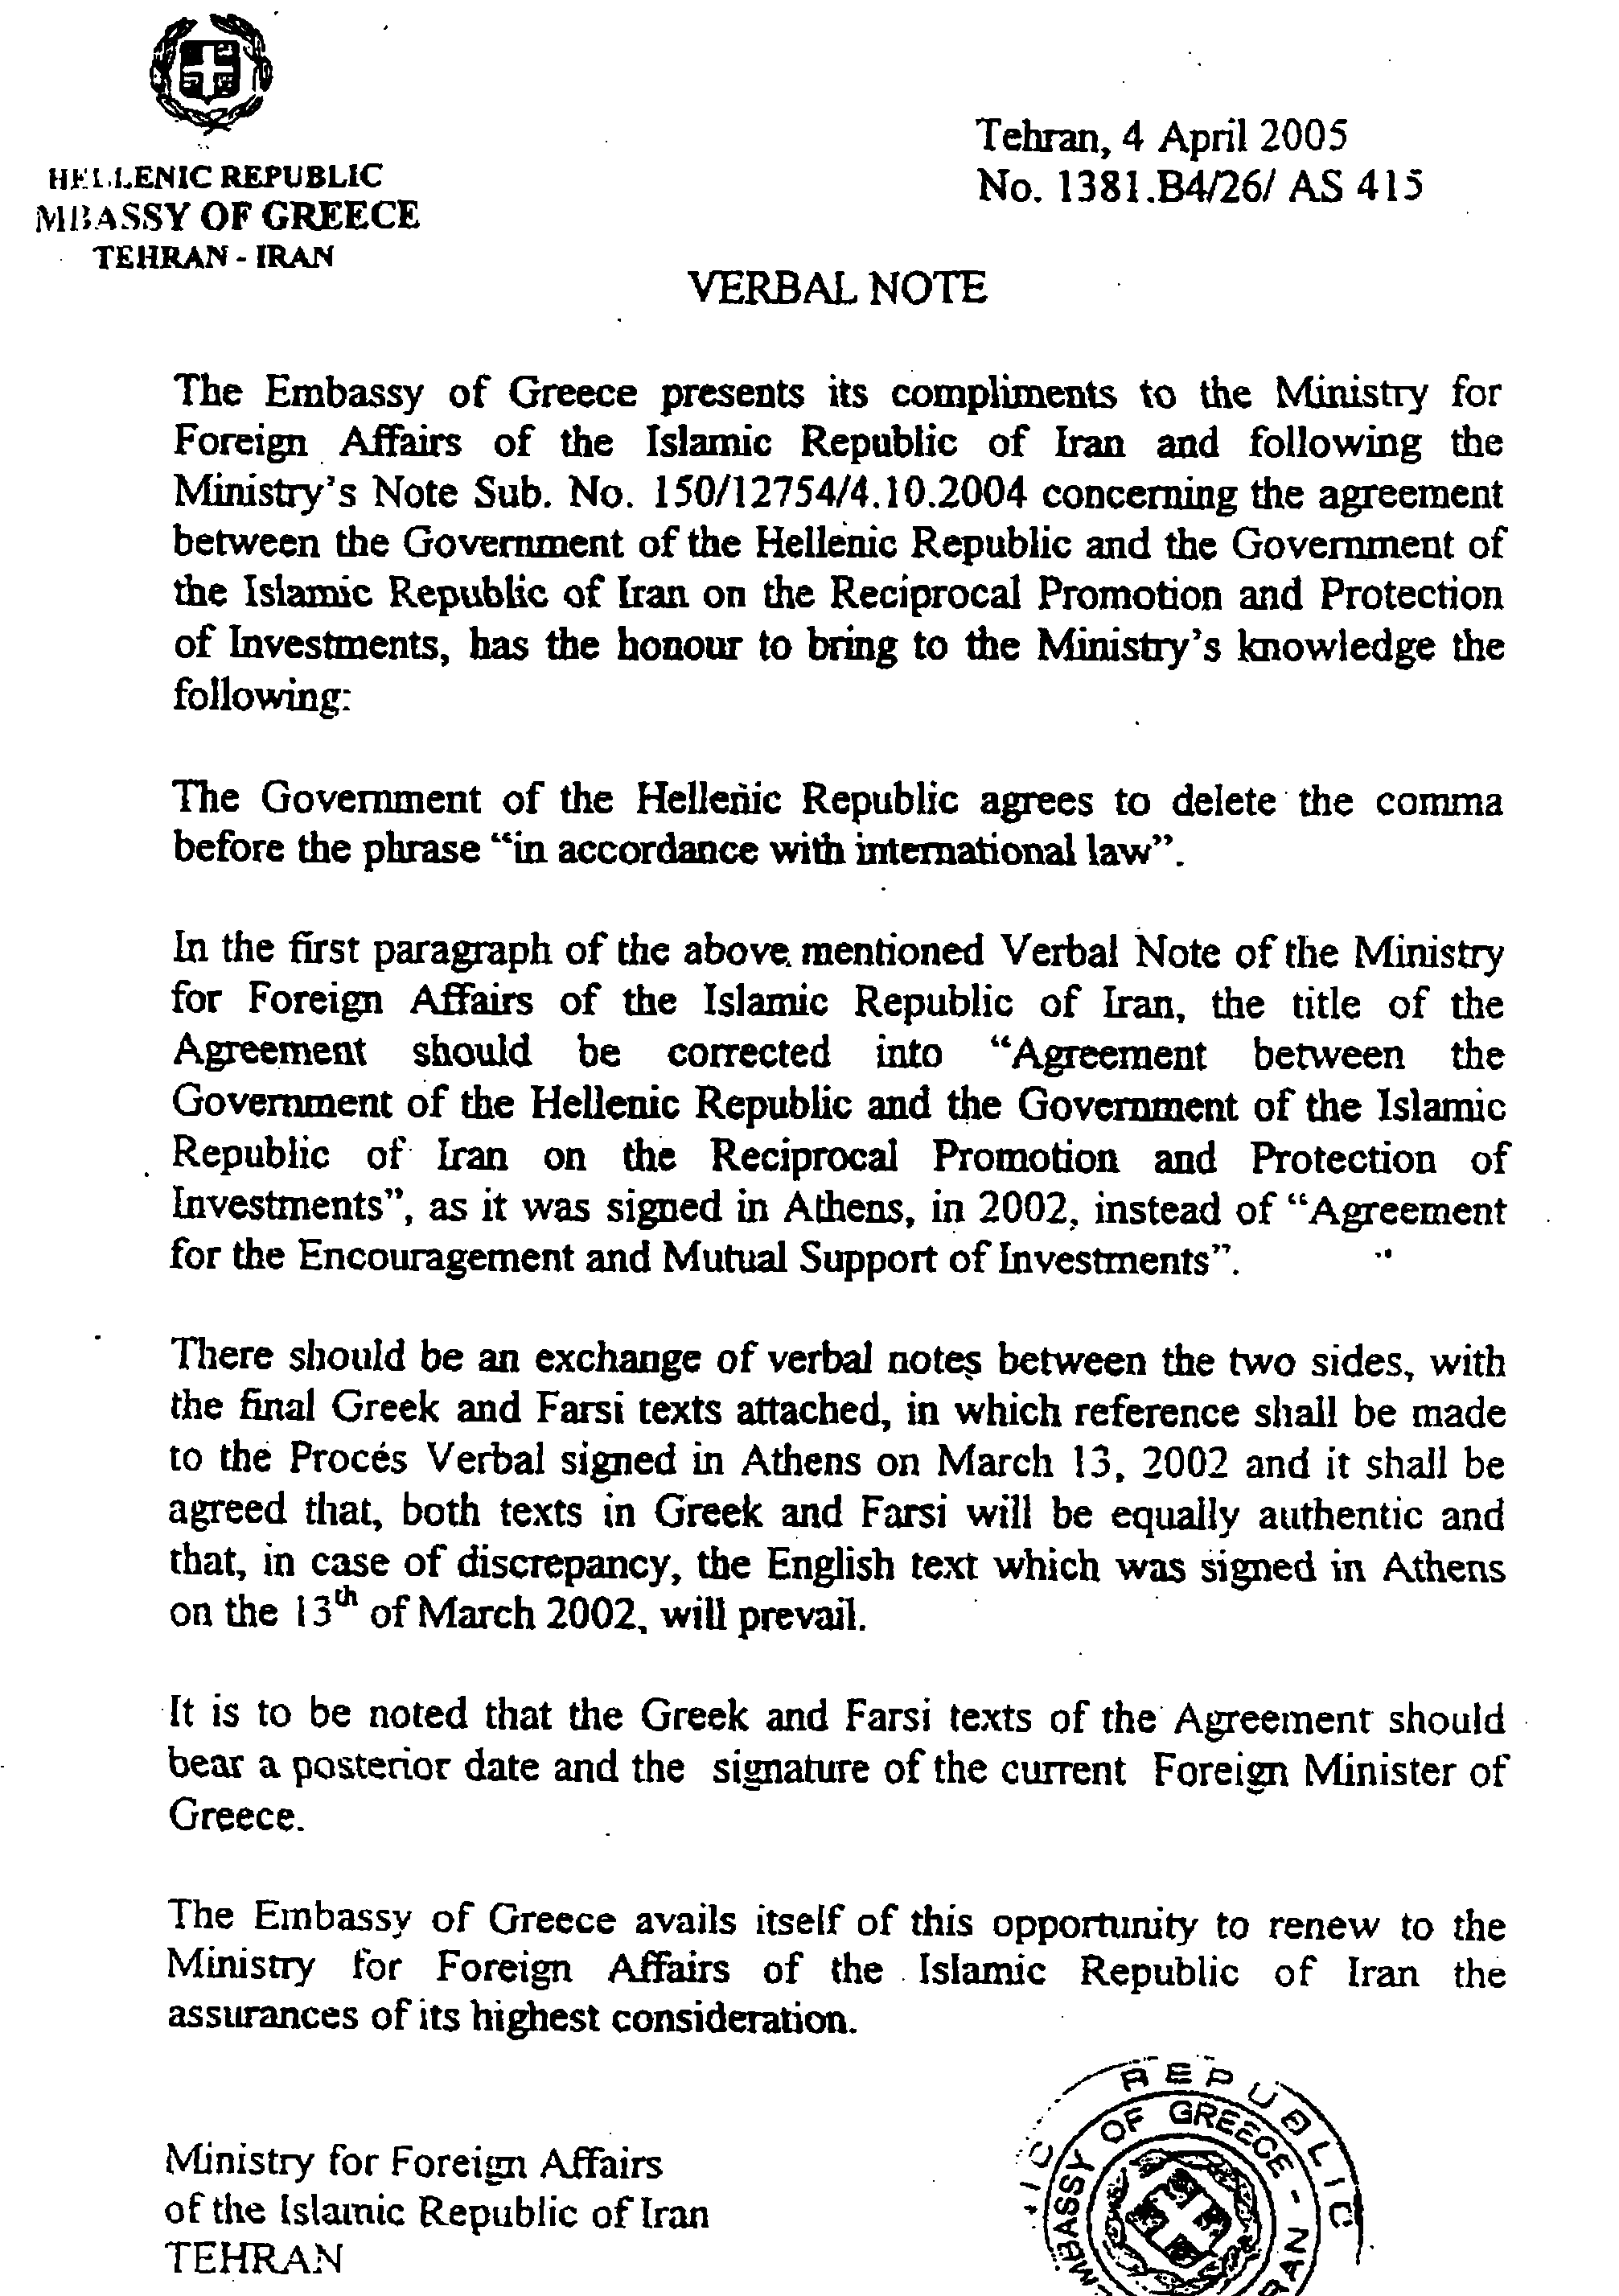 HELLENIC REPUBLIC
MBASSY OF GREECE
TEHRAN - IRAN
Tehran, 4 April 2005
No. 1381.B4/26/ AS 415
VERBAL NOTE
The Embassy of Greece presents its compliments to the Ministry for
Foreign Affairs of the Islamic Republic of Iran and following the
Ministry's Note Sub. No. 150/12754/4.10.2004 concerning the agreement
between the Government of the Hellenic Republic and the Government of
the Islamic Republic of Iran on the Reciprocal Promotion and Protection
of Investments, has the honour to bring to the Ministry's knowledge the
following:
The Government of the Hellenic Republic agrees to delete the comma
before the phrase "in accordance with international law".
In the first paragraph of the above mentioned Verbal Note of the Ministry
for Foreign Affairs of the Islamic Republic of Iran, the title of the
Agreement should be corrected into "Agreement between the
Government of the Hellenic Republic and the Government of the Islamic
Republic of Iran on the Reciprocal Promotion and Protection of
Investments", as it was signed in Athens, in 2002, instead of "Agreement
for the Encouragement and Mutual Support of Investments".
There should be an exchange of verbal notes between the two sides, with
the final Greek and Farsi texts attached, in which reference shall be made
to the Procés Verbal signed in Athens on March 13, 2002 and it shall be
agreed that, both texts in Greek and Farsi will be equally authentic and
that, in case of discrepancy, the English text which was signed in Athens
on the 13th of March 2002, will prevail.
It is to be noted that the Greek and Farsi texts of the Agreement should
bear a posterior date and the signature of the current Foreign Minister of
Greece.
The Embassy of Greece avails itself of this opportunity to renew to the
Ministry for Foreign Affairs of the Islamic Republic of Iran the
assurances of its highest consideration.
Ministry for Foreign Affairs
of the Islamic Republic of Iran
TEHRAN
IC REPUBLIC
MBASSY OF GREECE -